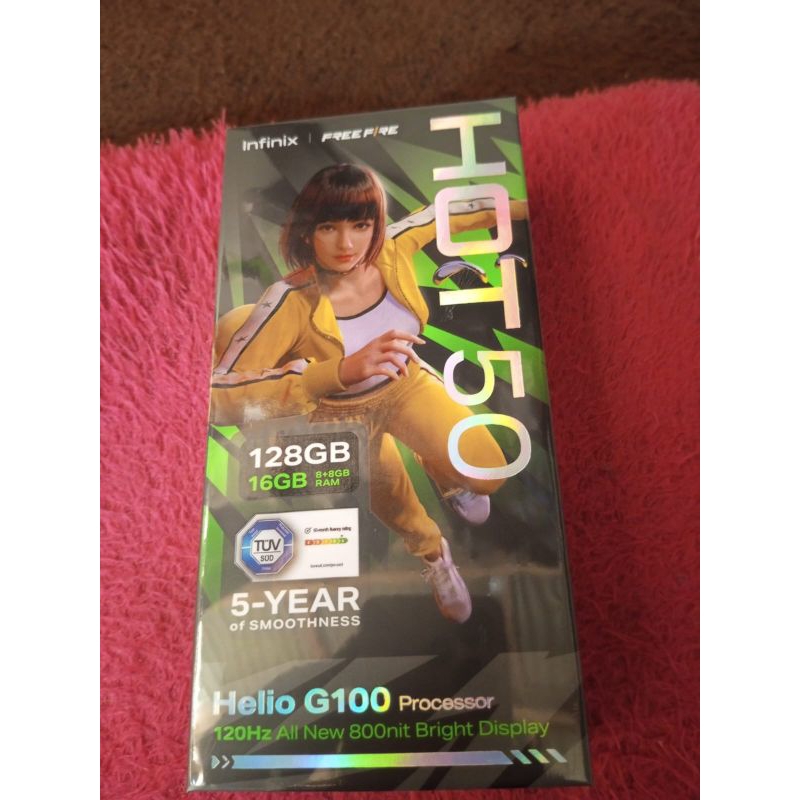 Infinix | FREE FIRE
HOT 50
128GB
16GB 8+8GB RAM
TÜV
SÜD
5-YEAR
of SMOOTHNESS
Helio G100 Processor
120Hz All New 800nit Bright Display